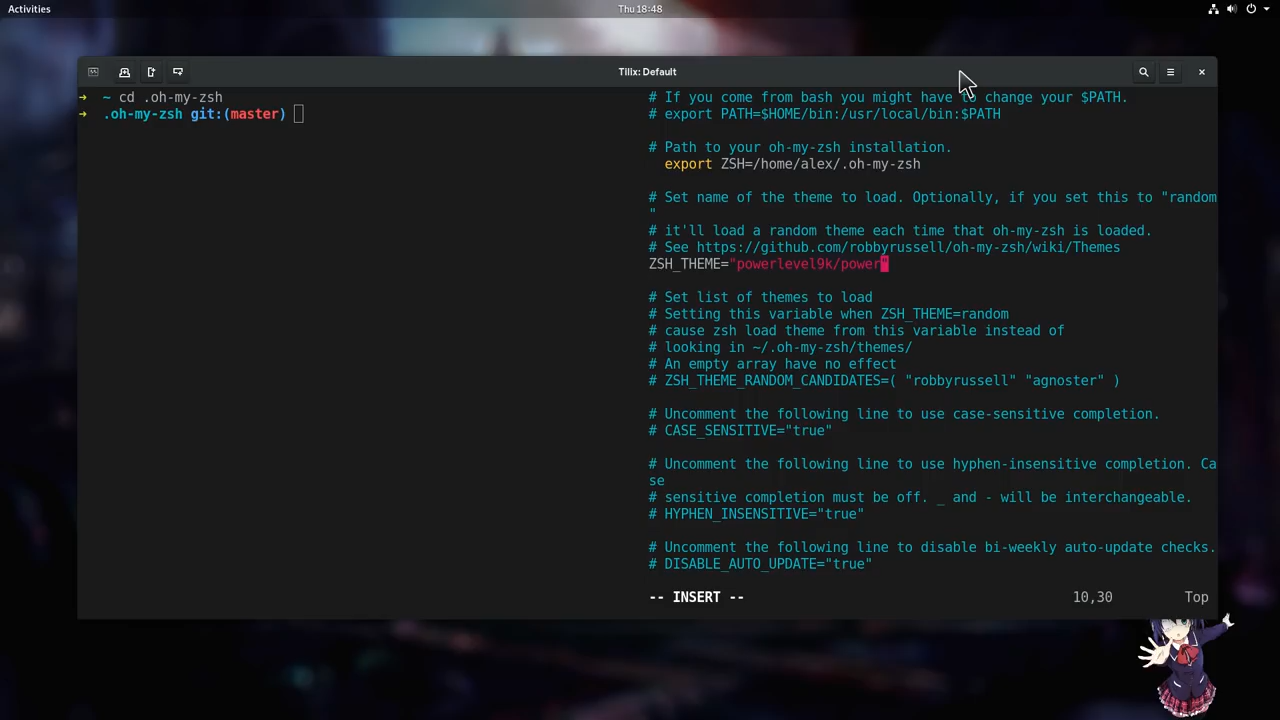 Activities
Thu 18:48
Tilix: Default
➜ ~ cd .oh-my-zsh
➜ .oh-my-zsh git:(master)
# If you come from bash you might have to change your $PATH.
# export PATH=$HOME/bin:/usr/local/bin:$PATH
# Path to your oh-my-zsh installation.
export ZSH=/home/alex/.oh-my-zsh
# Set name of the theme to load. Optionally, if you set this to "random
"
# it'll load a random theme each time that oh-my-zsh is loaded.
# See https://github.com/robbyrussell/oh-my-zsh/wiki/Themes
ZSH_THEME="powerlevel9k/power"
# Set list of themes to load
# Setting this variable when ZSH_THEME=random
# cause zsh load theme from this variable instead of
# looking in ~/.oh-my-zsh/themes/
# An empty array have no effect
# ZSH_THEME_RANDOM_CANDIDATES=( "robbyrussell" "agnoster" )
# Uncomment the following line to use case-sensitive completion.
# CASE_SENSITIVE="true"
# Uncomment the following line to use hyphen-insensitive completion. Ca
se
# sensitive completion must be off. _ and - will be interchangeable.
# HYPHEN_INSENSITIVE="true"
# Uncomment the following line to disable bi-weekly auto-update checks.
# DISABLE_AUTO_UPDATE="true"
-- INSERT -- 10,30 Top